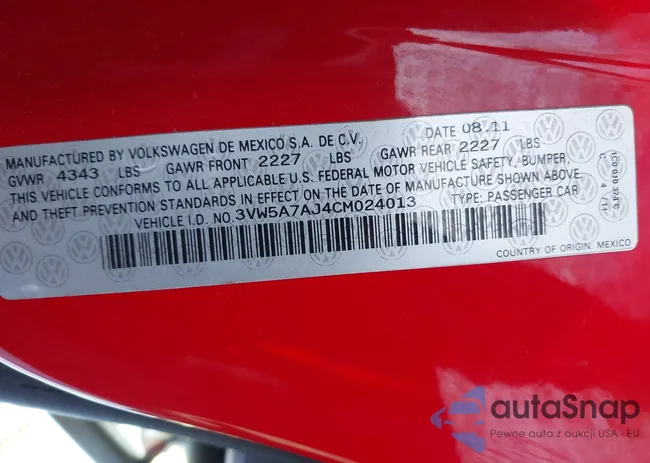 MANUFACTURED BY VOLKSWAGEN DE MEXICO S.A. DE C.V. DATE 08.11
GVWR 4343 LBS GAWR FRONT 2227 LBS GAWR REAR 2227 LBS
THIS VEHICLE CONFORMS TO ALL APPLICABLE U.S. FEDERAL MOTOR VEHICLE SAFETY, BUMPER,
AND THEFT PREVENTION STANDARDS IN EFFECT ON THE DATE OF MANUFACTURE SHOWN ABOVE.
VEHICLE I.D. NO. 3VW5A7AJ4CM024013 TYPE: PASSENGER CAR
COUNTRY OF ORIGIN: MEXICO
autaSnap
Pewne auta z aukcji USA i EU